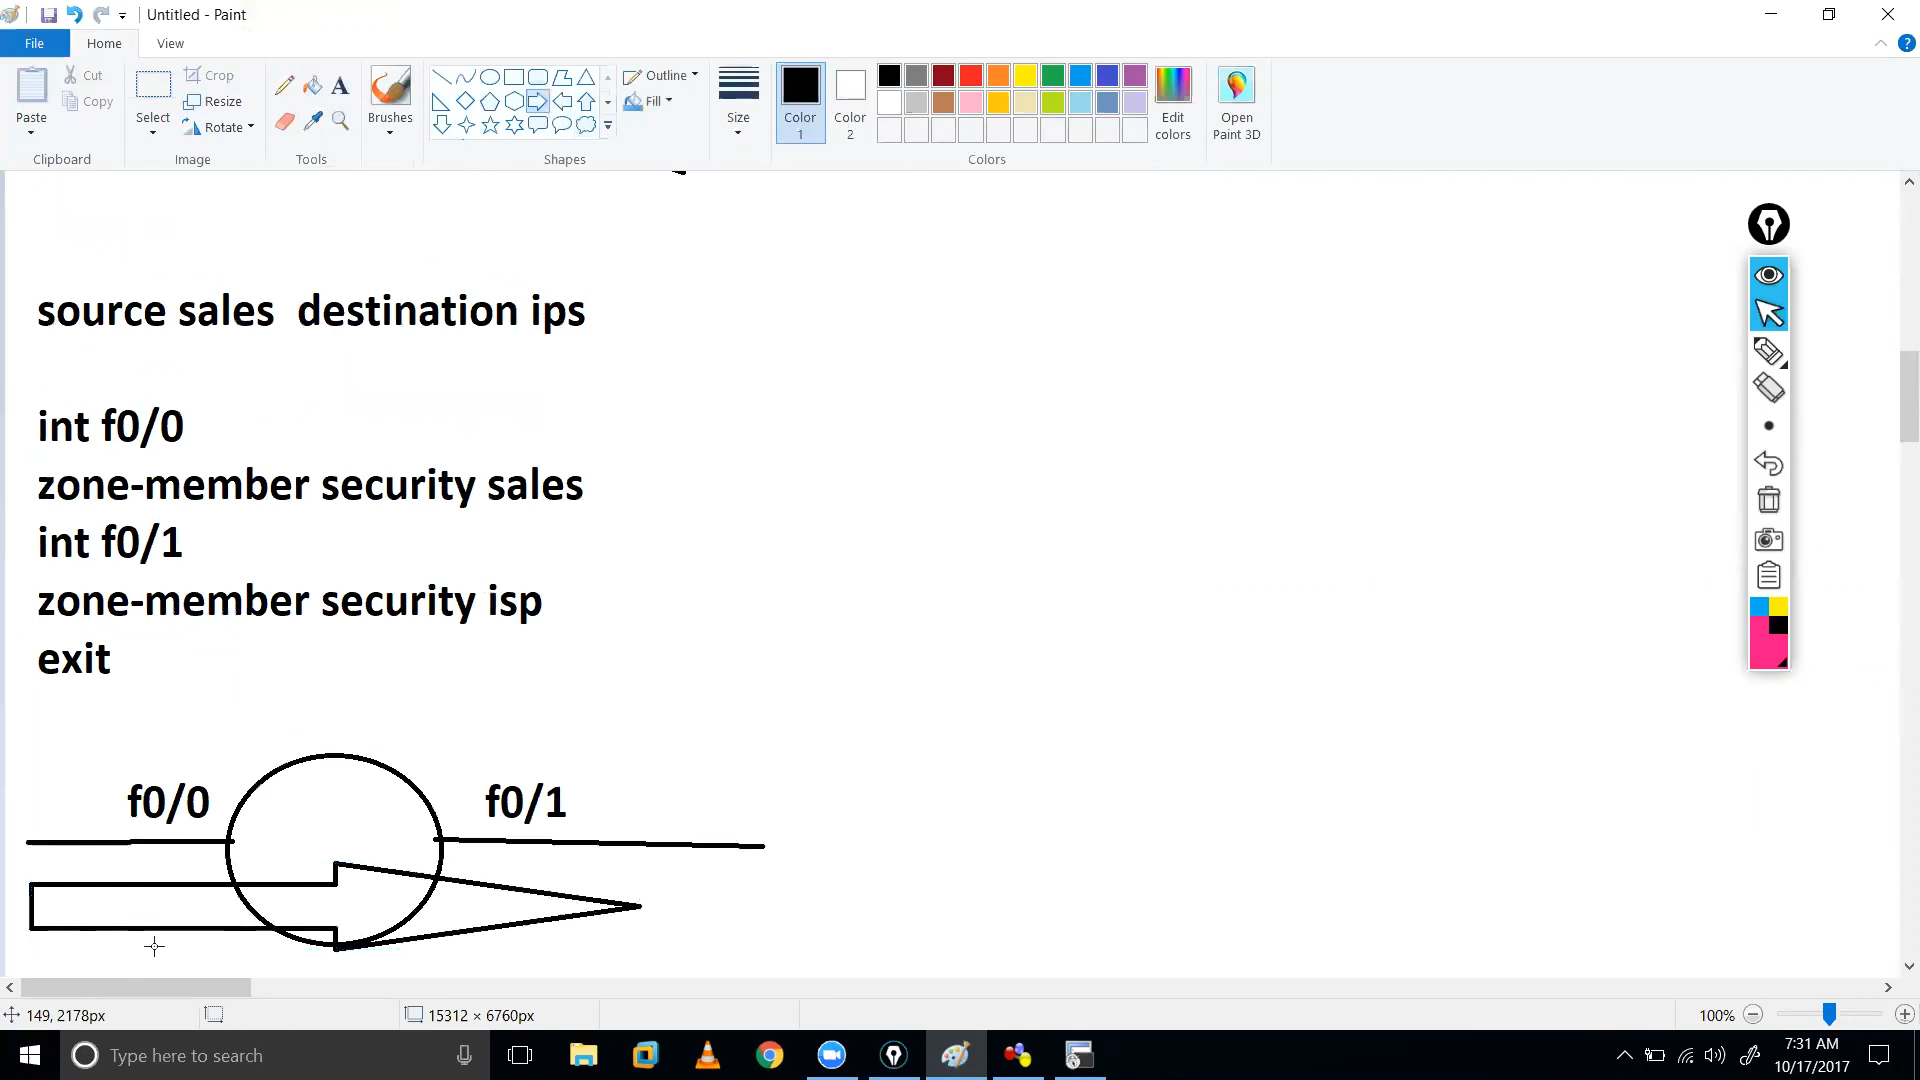 Untitled - Paint
File
Home
View
Paste
Cut
Copy
Clipboard
Select
Crop
Resize
Rotate
Image
Tools
Brushes
Outline
Fill
Shapes
Size
Color 1
Color 2
Edit colors
Colors
Open Paint 3D
source sales  destination ips
int f0/0
zone-member security sales
int f0/1
zone-member security isp
exit
f0/0
f0/1
149, 2178px
15312 × 6760px
100%
Type here to search
7:31 AM
10/17/2017